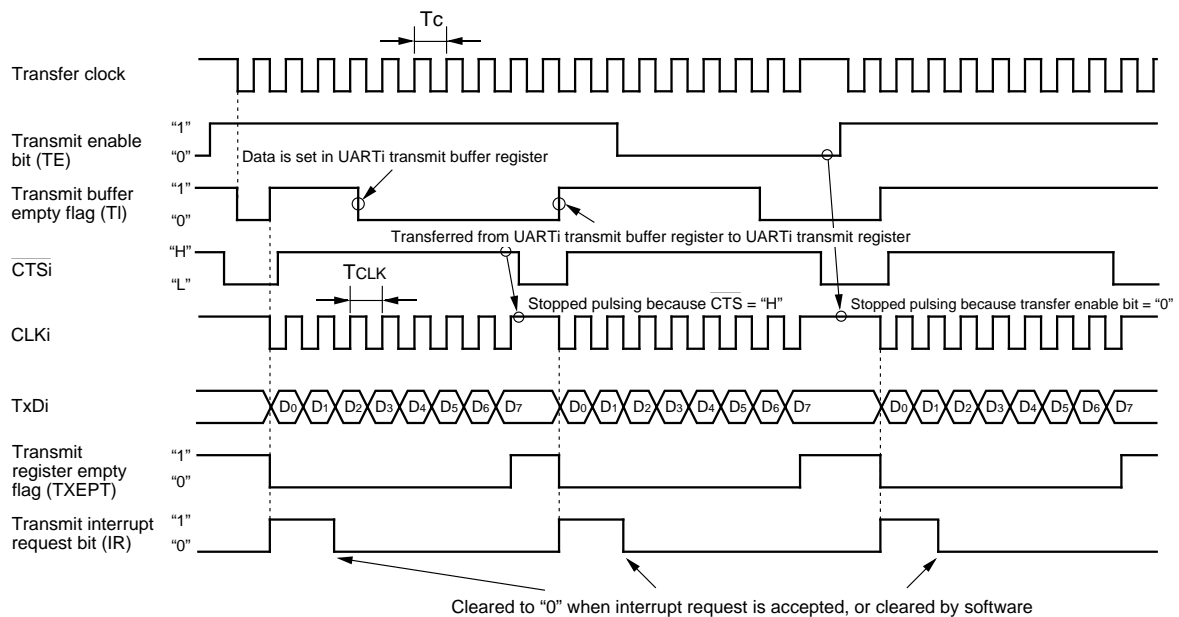 Tc
Transfer clock
Transmit enable
bit (TE)
“1”
“0”
Data is set in UARTi transmit buffer register
Transmit buffer
empty flag (TI)
“1”
“0”
Transferred from UARTi transmit buffer register to UARTi transmit register
CTSi
“H”
“L”
TCLK
Stopped pulsing because CTS = “H”
Stopped pulsing because transfer enable bit = “0”
CLKi
TxDi
D0 D1 D2 D3 D4 D5 D6 D7 D0 D1 D2 D3 D4 D5 D6 D7 D0 D1 D2 D3 D4 D5 D6 D7
Transmit
register empty
flag (TXEPT)
“1”
“0”
Transmit interrupt
request bit (IR)
“1”
“0”
Cleared to “0” when interrupt request is accepted, or cleared by software